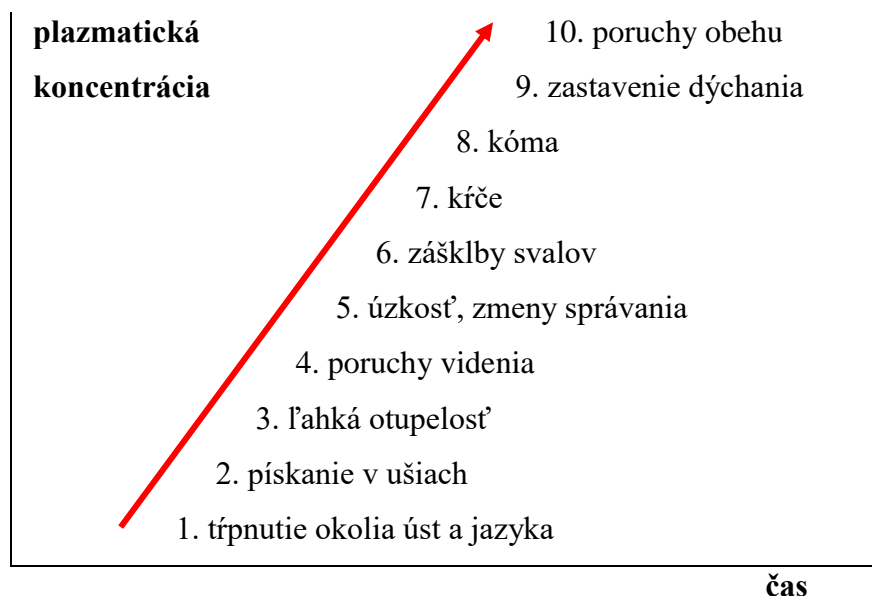 plazmatická 10. poruchy obehu
koncentrácia 9. zastavenie dýchania
8. kóma
7. kŕče
6. zášklby svalov
5. úzkosť, zmeny správania
4. poruchy videnia
3. ľahká otupelosť
2. pískanie v ušiach
1. tŕpnutie okolia úst a jazyka
čas